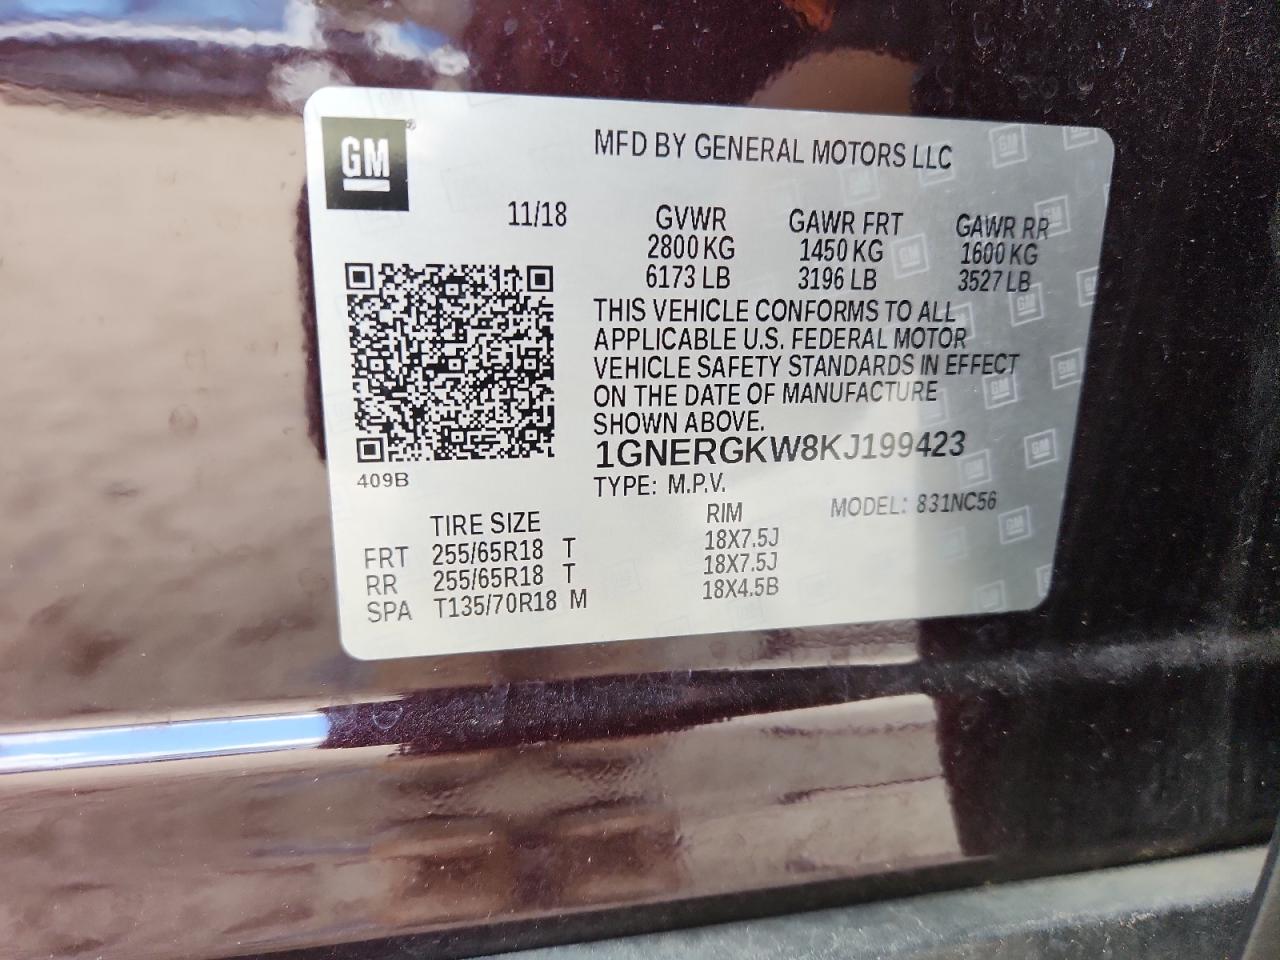 GM®
MFD BY GENERAL MOTORS LLC
11/18
GVWR GAWR FRT GAWR RR
2800 KG 1450 KG 1600 KG
6173 LB 3196 LB 3527 LB
THIS VEHICLE CONFORMS TO ALL
APPLICABLE U.S. FEDERAL MOTOR
VEHICLE SAFETY STANDARDS IN EFFECT
ON THE DATE OF MANUFACTURE
SHOWN ABOVE.
1GNERGKW8KJ199423
409B
TYPE: M.P.V. MODEL: 831NC56
TIRE SIZE RIM
FRT 255/65R18 T 18X7.5J
RR 255/65R18 T 18X7.5J
SPA T135/70R18 M 18X4.5B